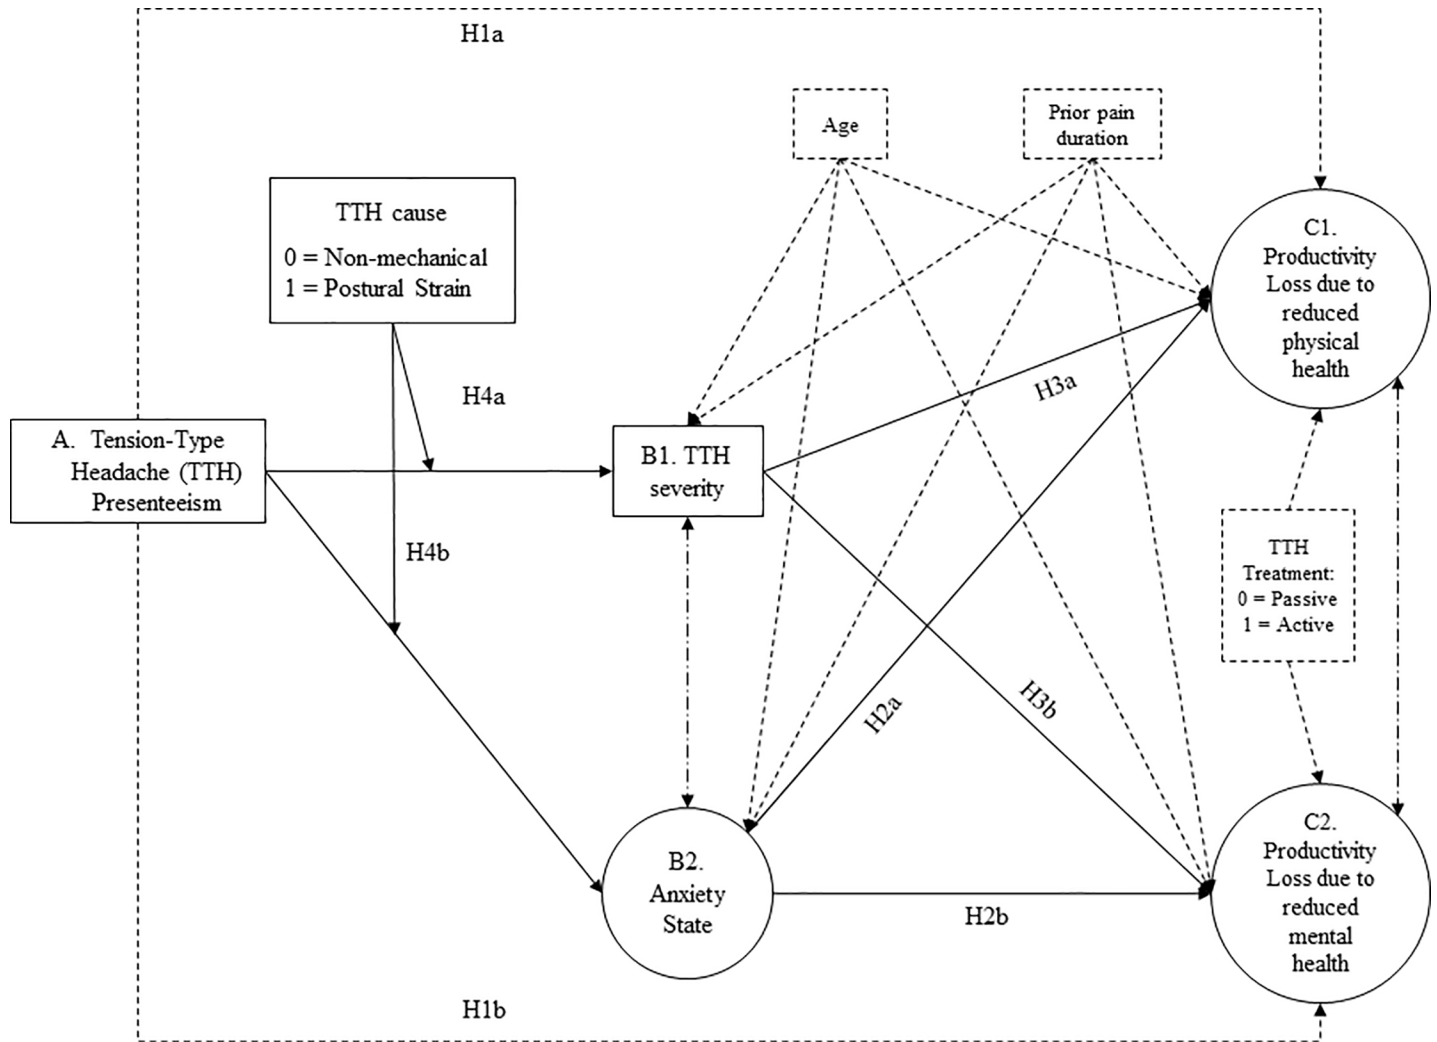 H1a
Age
Prior pain
duration
TTH cause
0 = Non-mechanical
1 = Postural Strain
C1.
Productivity
Loss due to
reduced
physical
health
H3a
H4a
A. Tension-Type
Headache (TTH)
Presenteeism
B1. TTH
severity
H4b
TTH
Treatment:
0 = Passive
1 = Active
H2a
H3b
B2.
Anxiety
State
H2b
C2.
Productivity
Loss due to
reduced
mental
health
H1b